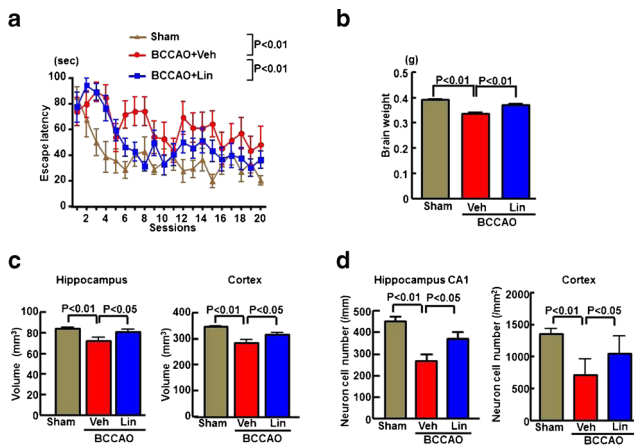 a
Sham
BCCAO+Veh
BCCAO+Lin
P<0.01
P<0.01
(sec)
100
80
60
40
20
0
Escape latency
2 4 6 8 10 12 14 16 18 20
Sessions
b
(g)
P<0.01 P<0.01
0.5
0.4
0.3
0.2
0.1
0
Brain weight
Sham Veh Lin
BCCAO
c
Hippocampus
P<0.01 P<0.05
100
80
60
40
20
0
Volume (mm³)
Sham Veh Lin
BCCAO
Cortex
P<0.01 P<0.05
400
300
200
100
0
Volume (mm³)
Sham Veh Lin
BCCAO
d
Hippocampus CA1
P<0.01 P<0.05
500
400
300
200
100
0
Neuron cell number (/mm)
Sham Veh Lin
BCCAO
Cortex
P<0.01 P<0.05
2000
1500
1000
500
0
Neuron cell number (/mm²)
Sham Veh Lin
BCCAO